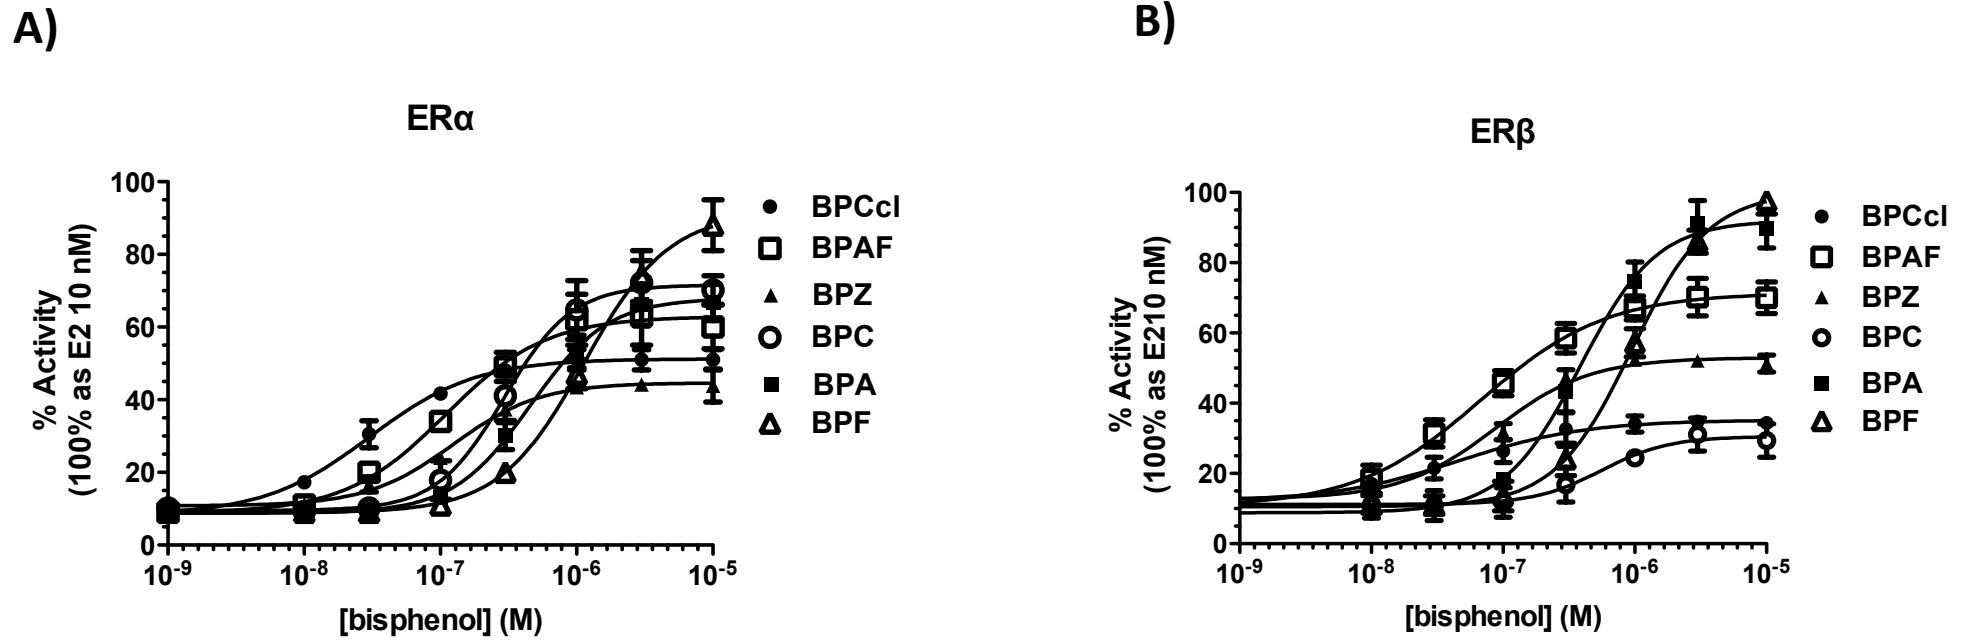 A)
ERα
% Activity
(100% as E2 10 nM)
100
80
60
40
20
0
10-9
10-8
10-7
10-6
10-5
[bisphenol] (M)
BPCcl
BPAF
BPZ
BPC
BPA
BPF
B)
ERβ
% Activity
(100% as E210 nM)
100
80
60
40
20
0
10-9
10-8
10-7
10-6
10-5
[bisphenol] (M)
BPCcl
BPAF
BPZ
BPC
BPA
BPF